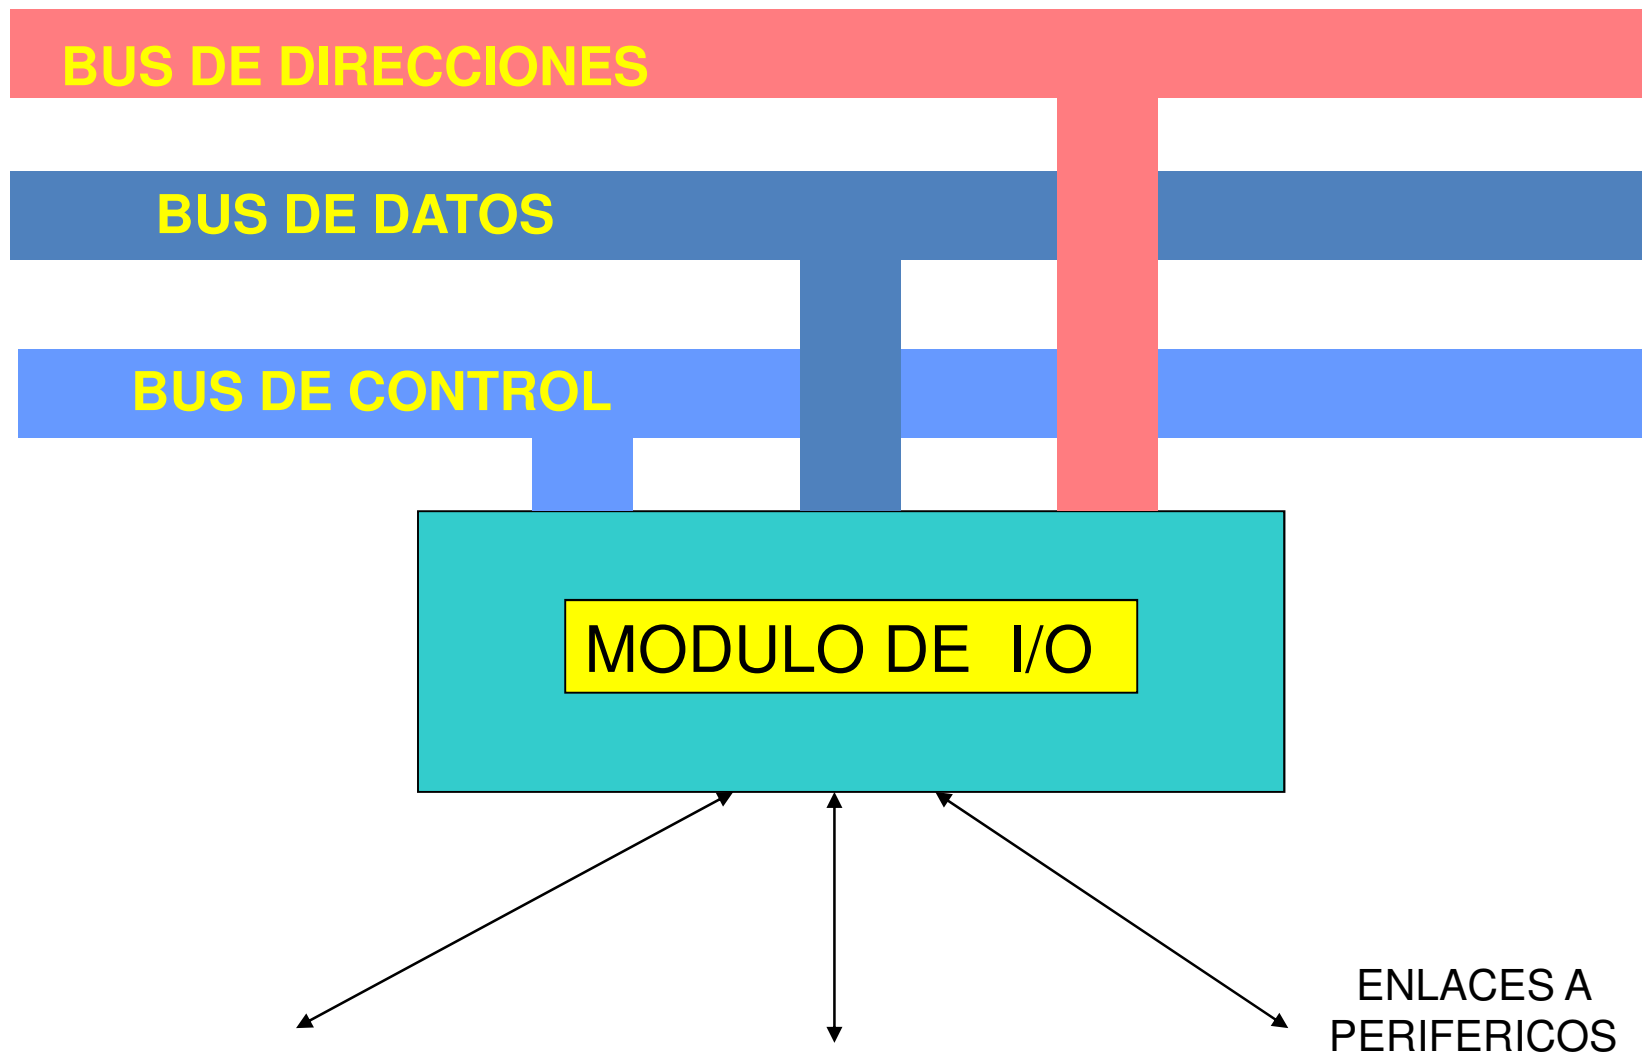 BUS DE DIRECCIONES
BUS DE DATOS
BUS DE CONTROL
MODULO DE I/O
ENLACES A
PERIFERICOS